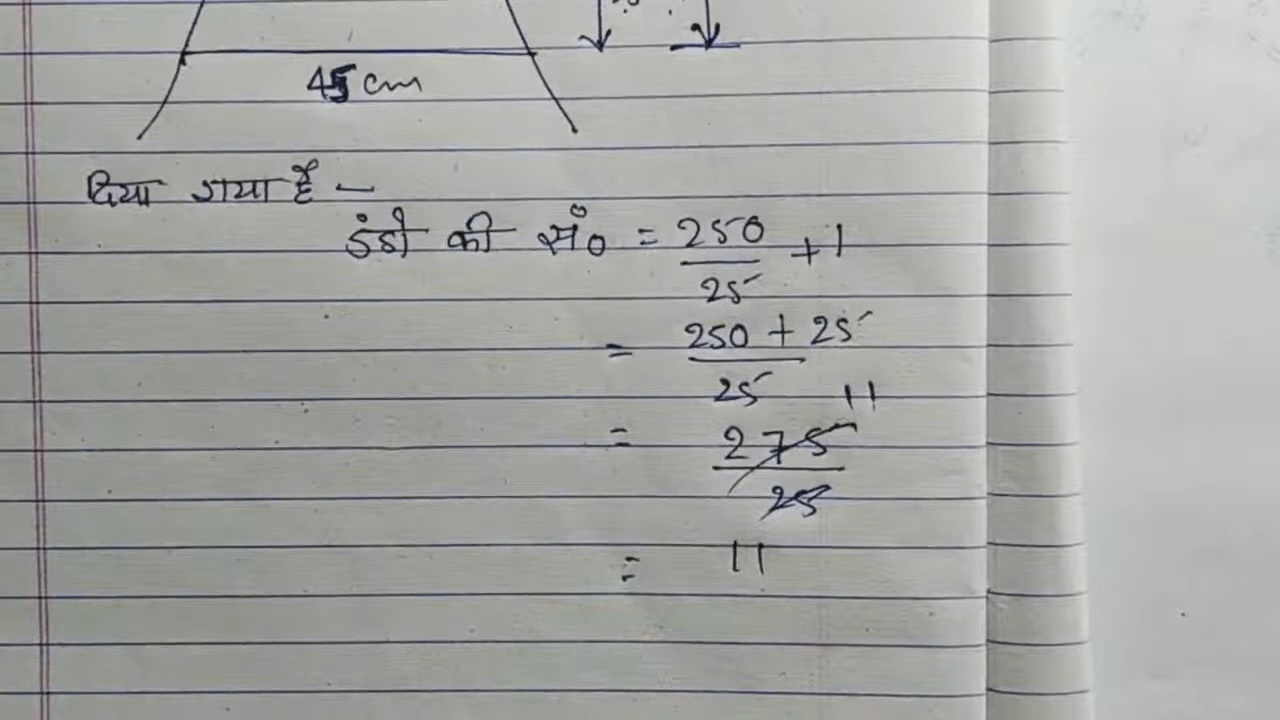 45 cm
दिया गया है –
डंडो की सं० = 250/25 + 1
= 250 + 25/25
= 275/25 11
= 11